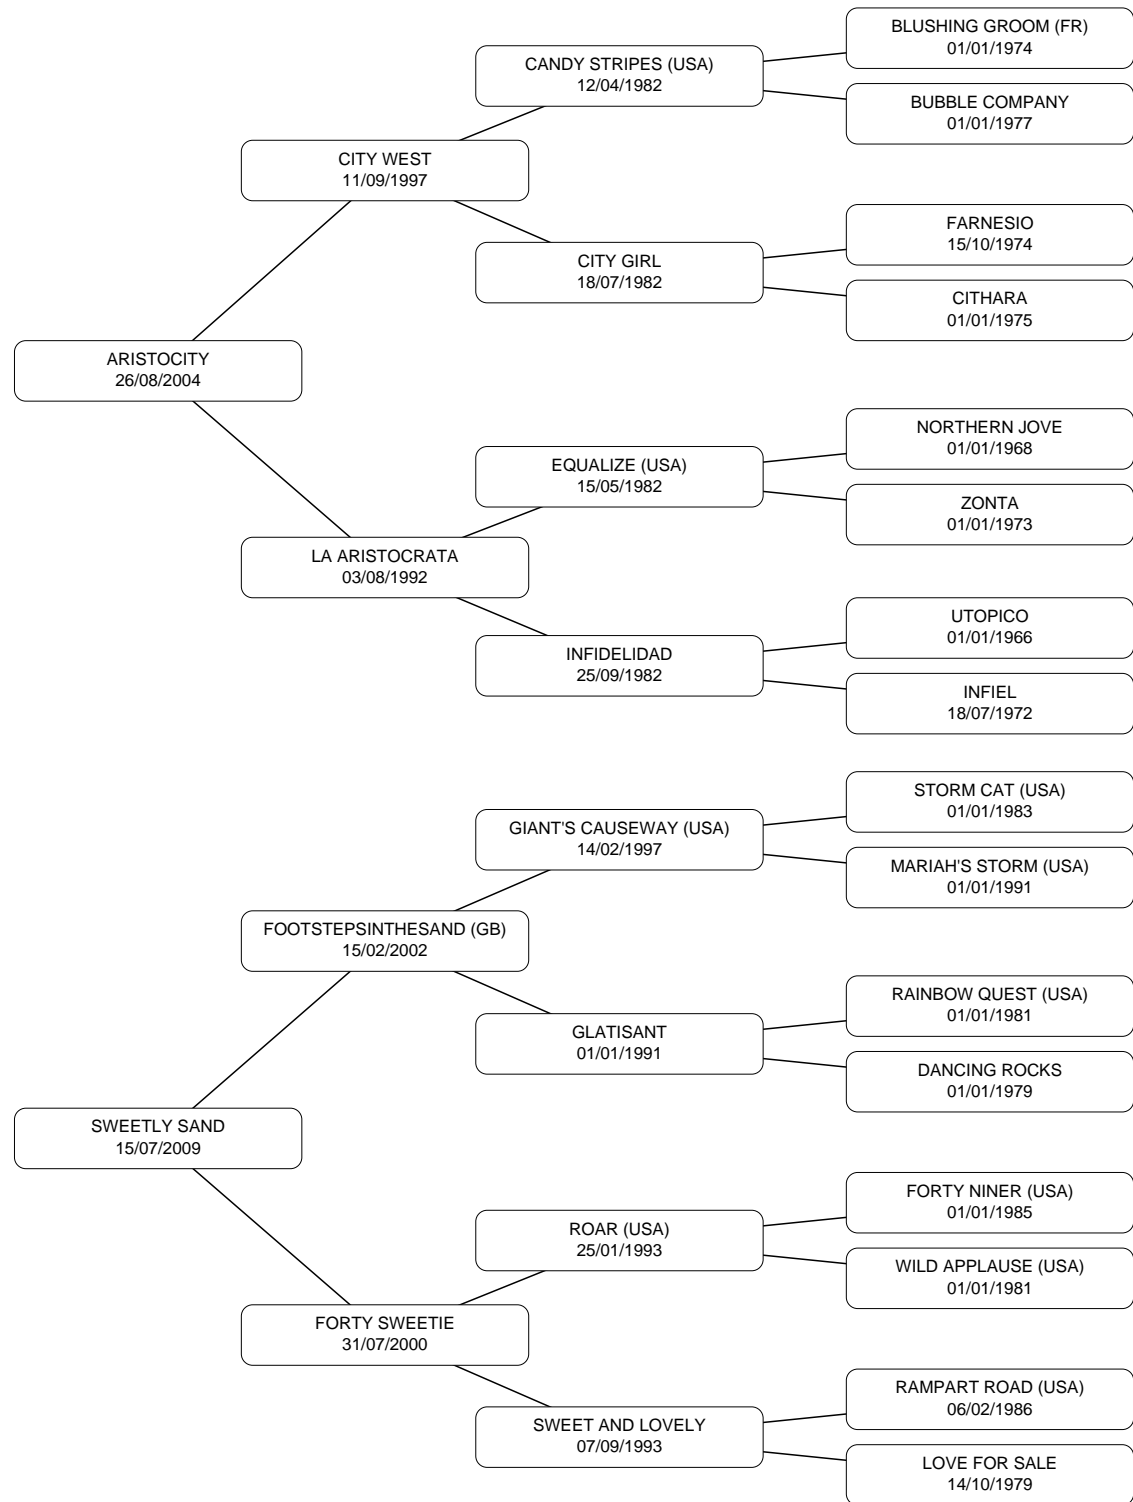 BLUSHING GROOM (FR)
01/01/1974
CANDY STRIPES (USA)
12/04/1982
BUBBLE COMPANY
01/01/1977
CITY WEST
11/09/1997
FARNESIO
15/10/1974
CITY GIRL
18/07/1982
CITHARA
01/01/1975
ARISTOCITY
26/08/2004
NORTHERN JOVE
01/01/1968
EQUALIZE (USA)
15/05/1982
ZONTA
01/01/1973
LA ARISTOCRATA
03/08/1992
UTOPICO
01/01/1966
INFIDELIDAD
25/09/1982
INFIEL
18/07/1972
STORM CAT (USA)
01/01/1983
GIANT'S CAUSEWAY (USA)
14/02/1997
MARIAH'S STORM (USA)
01/01/1991
FOOTSTEPSINTHESAND (GB)
15/02/2002
RAINBOW QUEST (USA)
01/01/1981
GLATISANT
01/01/1991
DANCING ROCKS
01/01/1979
SWEETLY SAND
15/07/2009
FORTY NINER (USA)
01/01/1985
ROAR (USA)
25/01/1993
WILD APPLAUSE (USA)
01/01/1981
FORTY SWEETIE
31/07/2000
RAMPART ROAD (USA)
06/02/1986
SWEET AND LOVELY
07/09/1993
LOVE FOR SALE
14/10/1979